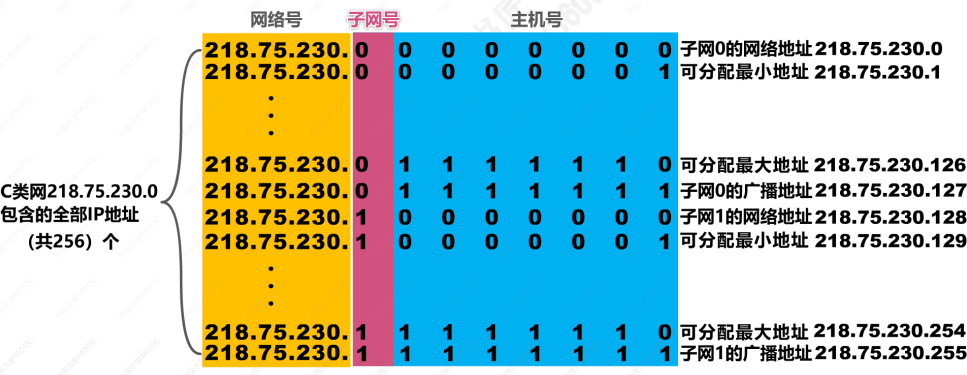 网络号 子网号 主机号
218.75.230. 0 0 0 0 0 0 0 0 子网0的网络地址 218.75.230.0
218.75.230. 0 0 0 0 0 0 0 1 可分配最小地址 218.75.230.1
218.75.230. 0 1 1 1 1 1 1 0 可分配最大地址 218.75.230.126
C类网218.75.230.0
218.75.230. 0 1 1 1 1 1 1 1 子网0的广播地址 218.75.230.127
包含的全部IP地址
218.75.230. 1 0 0 0 0 0 0 0 子网1的网络地址 218.75.230.128
(共256)个
218.75.230. 1 0 0 0 0 0 0 1 可分配最小地址 218.75.230.129
218.75.230. 1 1 1 1 1 1 1 0 可分配最大地址 218.75.230.254
218.75.230. 1 1 1 1 1 1 1 1 子网1的广播地址 218.75.230.255